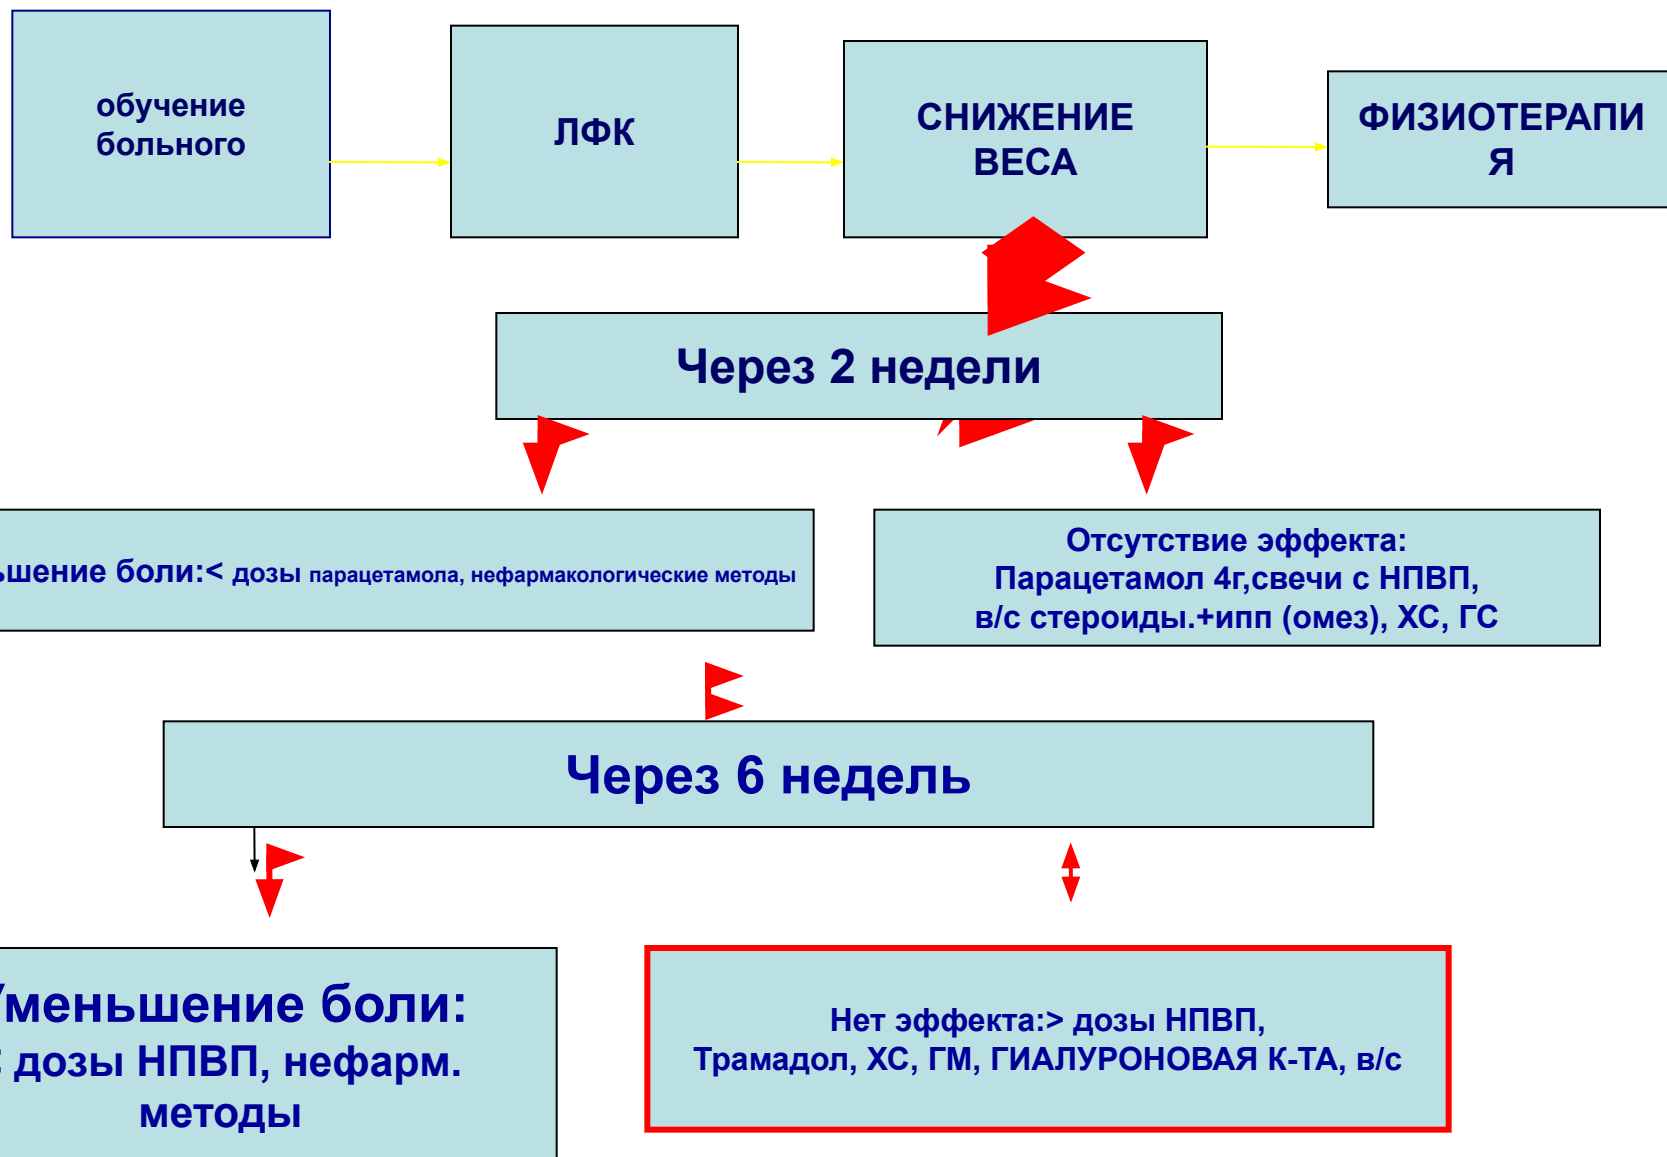 обучение
больного
ЛФК
СНИЖЕНИЕ
ВЕСА
ФИЗИОТЕРАПИ
Я
Через 2 недели
ьшение боли:< дозы парацетамола, нефармакологические методы
Отсутствие эффекта:
Парацетамол 4г,свечи с НПВП,
в/с стероиды.+ипп (омез), ХС, ГС
Через 6 недель
Уменьшение боли:
< дозы НПВП, нефарм.
методы
Нет эффекта:> дозы НПВП,
Трамадол, ХС, ГМ, ГИАЛУРОНОВАЯ К-ТА, в/с